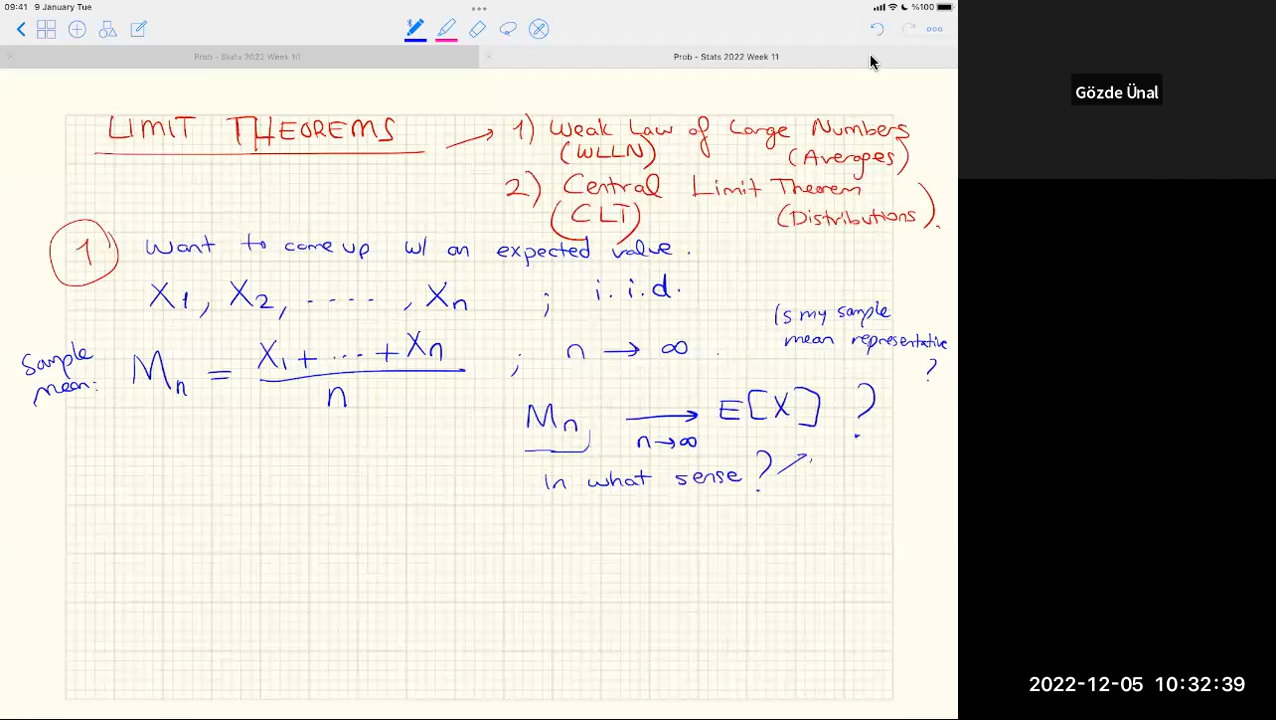 09:41 9 January Tue
%100
Prob - Stats 2022 Week 10
Prob - Stats 2022 Week 11
Gözde Ünal
LIMIT THEOREMS → 1) Weak Law of Large Numbers
(WLLN) (Averages)
2) Central Limit Theorem
(CLT) (Distributions).
1 Want to come up w/ an expected value.
X1, X2, ....., Xn ; i.i.d.
Is my sample
mean representative
?
Sample
mean: Mn = X1 + ... + Xn / n ; n → ∞.
Mn → n→∞ E[X] ?
In what sense ?
2022-12-05 10:32:39